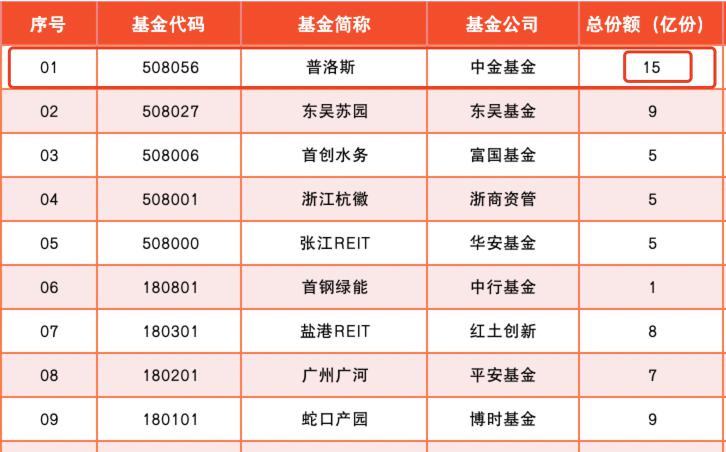 序号 基金代码 基金简称 基金公司 总份额（亿份）
01 508056 普洛斯 中金基金 15
02 508027 东吴苏园 东吴基金 9
03 508006 首创水务 富国基金 5
04 508001 浙江杭徽 浙商资管 5
05 508000 张江REIT 华安基金 5
06 180801 首钢绿能 中行基金 1
07 180301 盐港REIT 红土创新 8
08 180201 广州广河 平安基金 7
09 180101 蛇口产园 博时基金 9